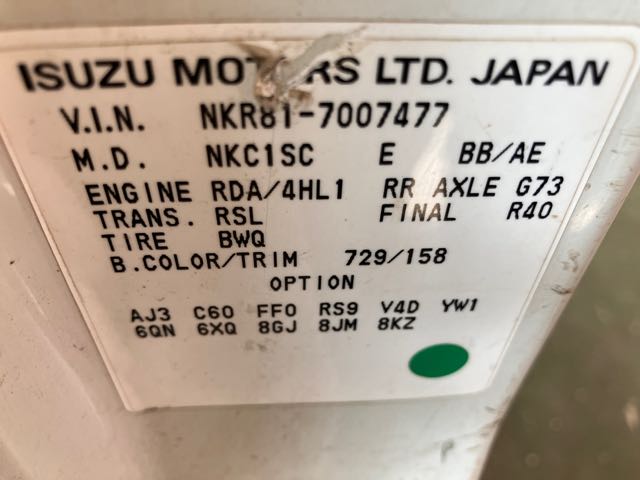 ISUZU MOTORS LTD. JAPAN
V.I.N. NKR81-7007477
M.D. NKC1SC E BB/AE
ENGINE RDA/4HL1 RR AXLE G73
TRANS. RSL FINAL R40
TIRE BWQ
B.COLOR/TRIM 729/158
OPTION
AJ3 C60 FF0 RS9 V4D YW1
6QN 6XQ 8GJ 8JM 8KZ